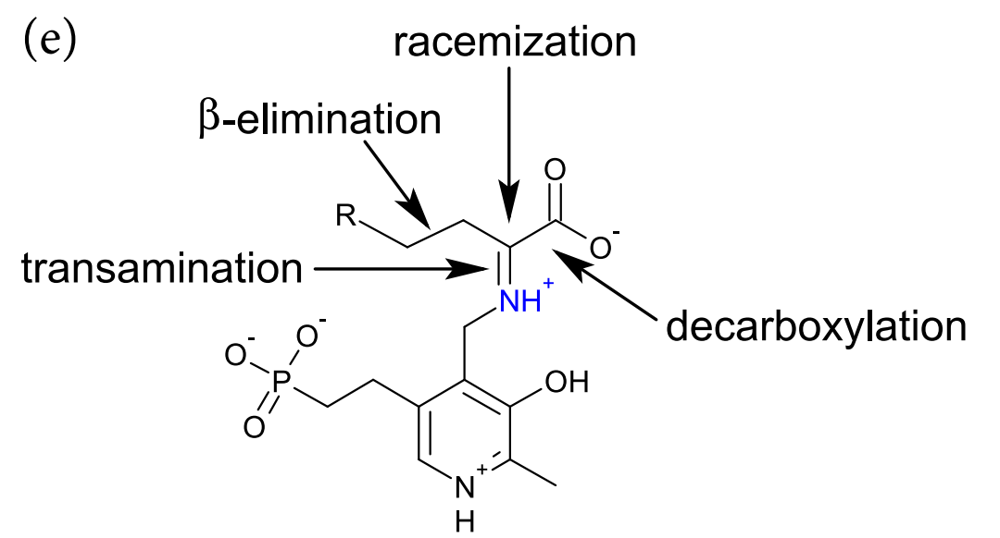 (e)
racemization
β-elimination
O
R
O-
transamination
NH+
decarboxylation
O- O-
P
OH
O
N+
H